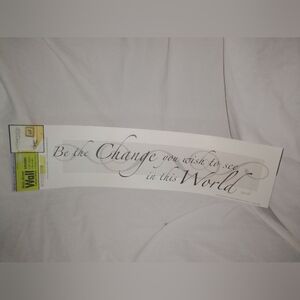 Be the Change you wish to see
in this World
Wall